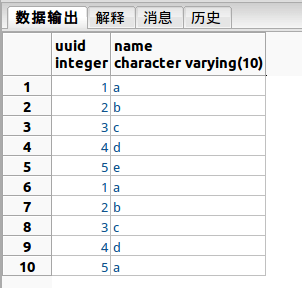 数据输出 解释 消息 历史
uuid name
integer character varying(10)
1 1 a
2 2 b
3 3 c
4 4 d
5 5 e
6 1 a
7 2 b
8 3 c
9 4 d
10 5 a